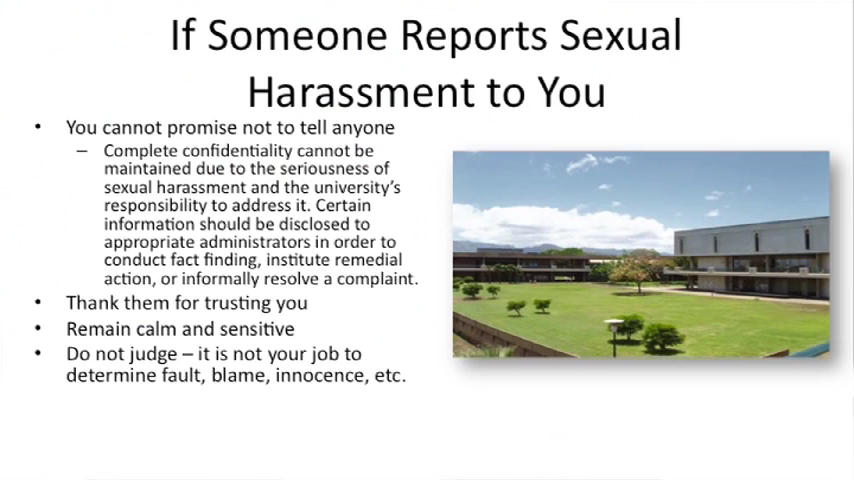 If Someone Reports Sexual
Harassment to You
• You cannot promise not to tell anyone
– Complete confidentiality cannot be
maintained due to the seriousness of
sexual harassment and the university's
responsibility to address it. Certain
information should be disclosed to
appropriate administrators in order to
conduct fact finding, institute remedial
action, or informally resolve a complaint.
• Thank them for trusting you
• Remain calm and sensitive
• Do not judge – it is not your job to
determine fault, blame, innocence, etc.